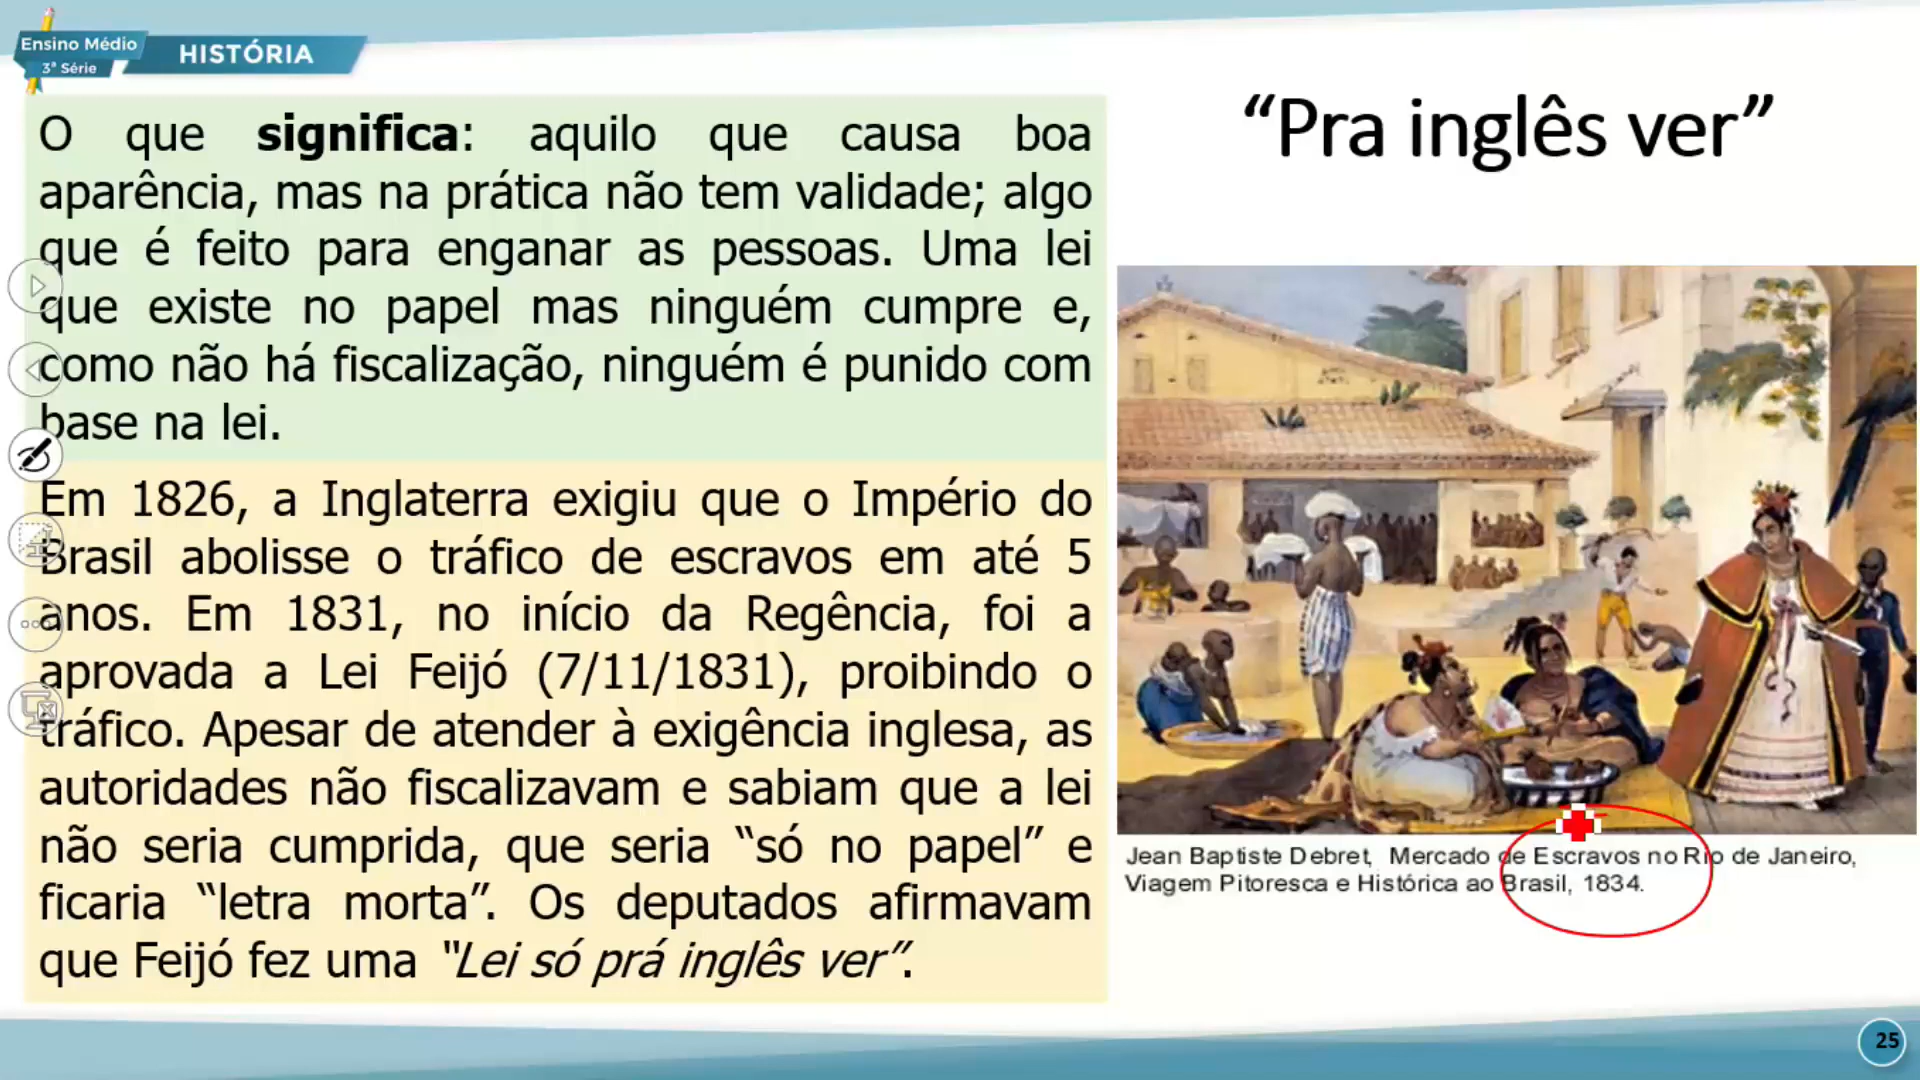 Ensino Médio
3ª Série
HISTÓRIA
O que significa: aquilo que causa boa
aparência, mas na prática não tem validade; algo
que é feito para enganar as pessoas. Uma lei
que existe no papel mas ninguém cumpre e,
como não há fiscalização, ninguém é punido com
base na lei.
Em 1826, a Inglaterra exigiu que o Império do
Brasil abolisse o tráfico de escravos em até 5
anos. Em 1831, no início da Regência, foi a
aprovada a Lei Feijó (7/11/1831), proibindo o
tráfico. Apesar de atender à exigência inglesa, as
autoridades não fiscalizavam e sabiam que a lei
não seria cumprida, que seria “só no papel” e
ficaria “letra morta”. Os deputados afirmavam
que Feijó fez uma “Lei só prá inglês ver”.
“Pra inglês ver”
Jean Baptiste Debret, Mercado de Escravos no Rio de Janeiro,
Viagem Pitoresca e Histórica ao Brasil, 1834.
25